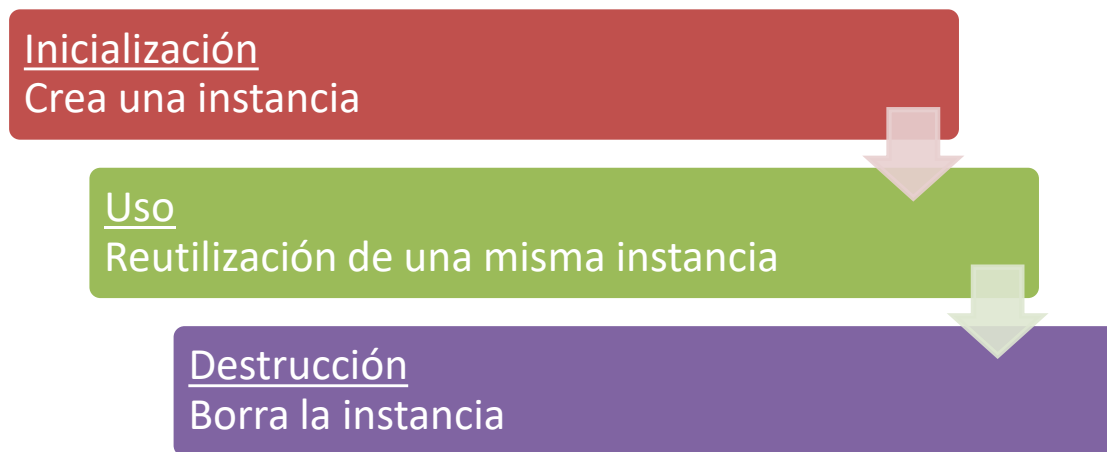 Inicialización
Crea una instancia
Uso
Reutilización de una misma instancia
Destrucción
Borra la instancia